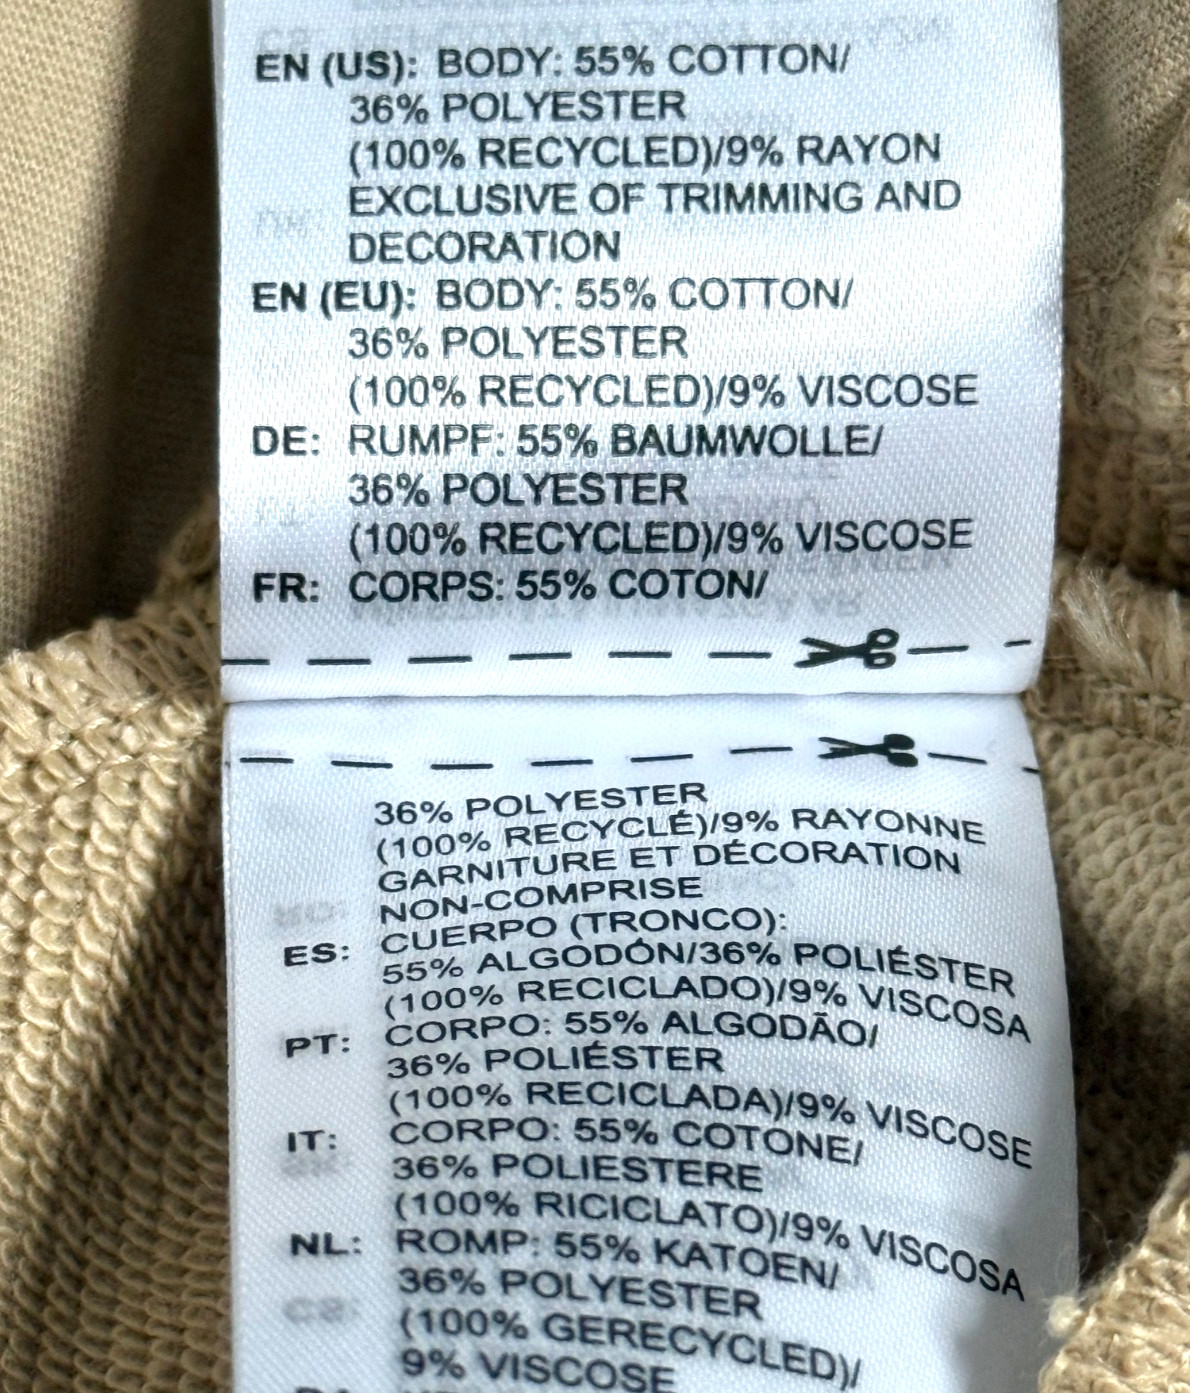 EN (US): BODY: 55% COTTON/
36% POLYESTER
(100% RECYCLED)/9% RAYON
EXCLUSIVE OF TRIMMING AND
DECORATION
EN (EU): BODY: 55% COTTON/
36% POLYESTER
(100% RECYCLED)/9% VISCOSE
DE: RUMPF: 55% BAUMWOLLE/
36% POLYESTER
(100% RECYCLED)/9% VISCOSE
FR: CORPS: 55% COTON/
36% POLYESTER
(100% RECYCLÉ)/9% RAYONNE
GARNITURE ET DÉCORATION
NON-COMPRISE
ES: CUERPO (TRONCO):
55% ALGODÓN/36% POLIÉSTER
(100% RECICLADO)/9% VISCOSA
PT: CORPO: 55% ALGODÃO/
36% POLIÉSTER
(100% RECICLADA)/9% VISCOSE
IT: CORPO: 55% COTONE/
36% POLIESTERE
(100% RICICLATO)/9% VISCOSA
NL: ROMP: 55% KATOEN/
36% POLYESTER
(100% GERECYCLED)/
9% VISCOSE